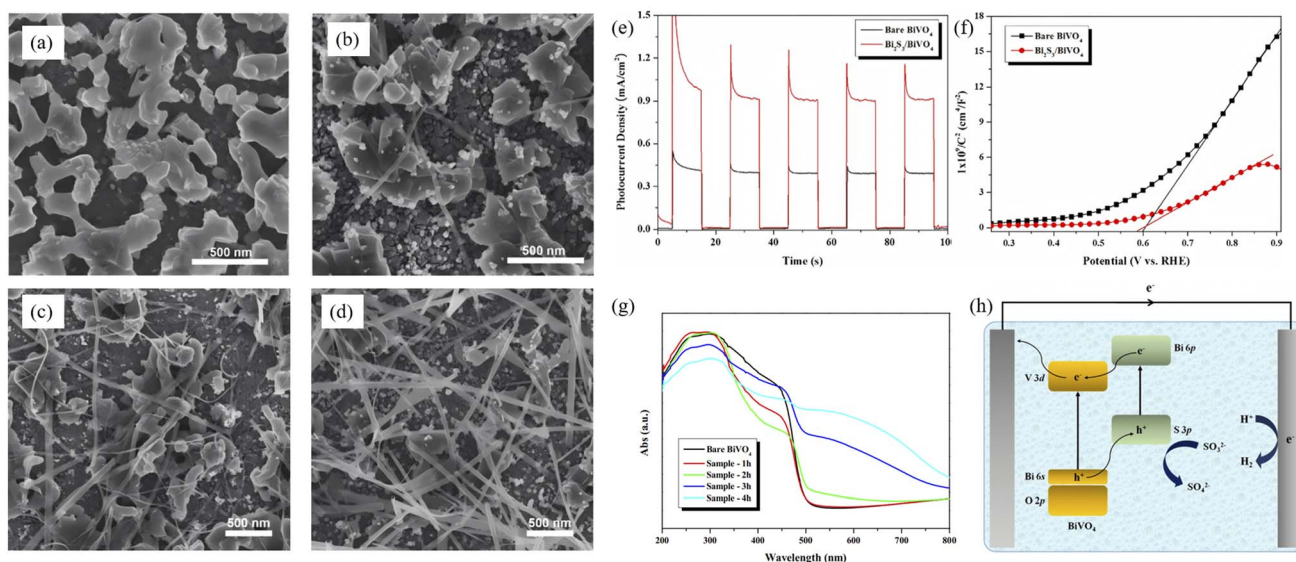 (a)
500 nm
(b)
500 nm
(c)
500 nm
(d)
500 nm
(e)
Photocurrent Density (mA/cm²)
1.5
1.2
0.9
0.6
0.3
0.0
Bare BiVO₄
Bi₂S₃/BiVO₄
0 20 40 60 80 100
Time (s)
(f)
1x10⁹/C⁻² (cm⁴/F²)
18
15
12
9
6
3
0
Bare BiVO₄
Bi₂S₃/BiVO₄
0.3 0.4 0.5 0.6 0.7 0.8 0.9
Potential (V vs. RHE)
(g)
Abs (a.u.)
Bare BiVO₄
Sample - 1h
Sample - 2h
Sample - 3h
Sample - 4h
200 300 400 500 600 700 800
Wavelength (nm)
(h)
e⁻
Bi 6p
e⁻
V 3d
e⁻
h⁺
S 3p
SO₃²⁻
SO₄²⁻
H⁺
e⁻
H₂
Bi 6s
h⁺
O 2p
BiVO₄